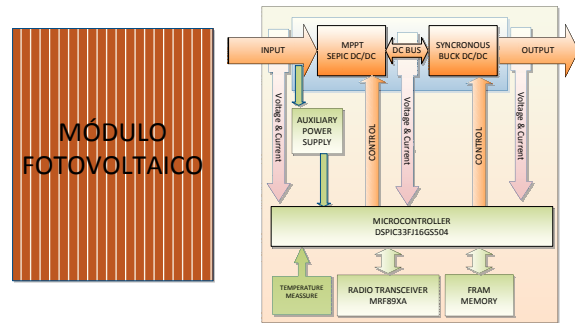 MÓDULO
FOTOVOLTAICO
INPUT
MPPT
SEPIC DC/DC
DC BUS
SYNCRONOUS
BUCK DC/DC
OUTPUT
Voltage & Current
AUXILIARY
POWER
SUPPLY
CONTROL
Voltage & Current
CONTROL
Voltage & Current
MICROCONTROLLER
DSPIC33FJ16GS504
TEMPERATURE
MEASSURE
RADIO TRANSCEIVER
MRF89XA
FRAM
MEMORY